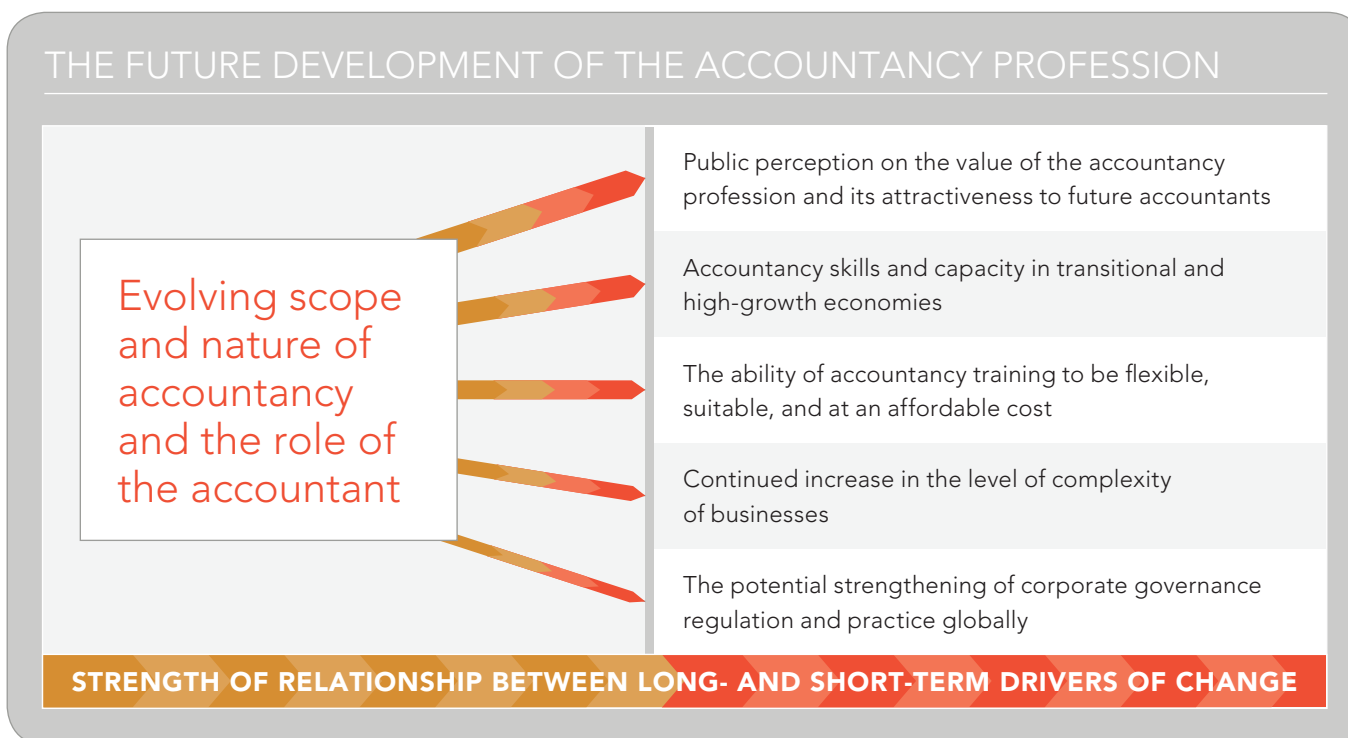 THE FUTURE DEVELOPMENT OF THE ACCOUNTANCY PROFESSION
Evolving scope
and nature of
accountancy
and the role of
the accountant
Public perception on the value of the accountancy
profession and its attractiveness to future accountants
Accountancy skills and capacity in transitional and
high-growth economies
The ability of accountancy training to be flexible,
suitable, and at an affordable cost
Continued increase in the level of complexity
of businesses
The potential strengthening of corporate governance
regulation and practice globally
STRENGTH OF RELATIONSHIP BETWEEN LONG- AND SHORT-TERM DRIVERS OF CHANGE